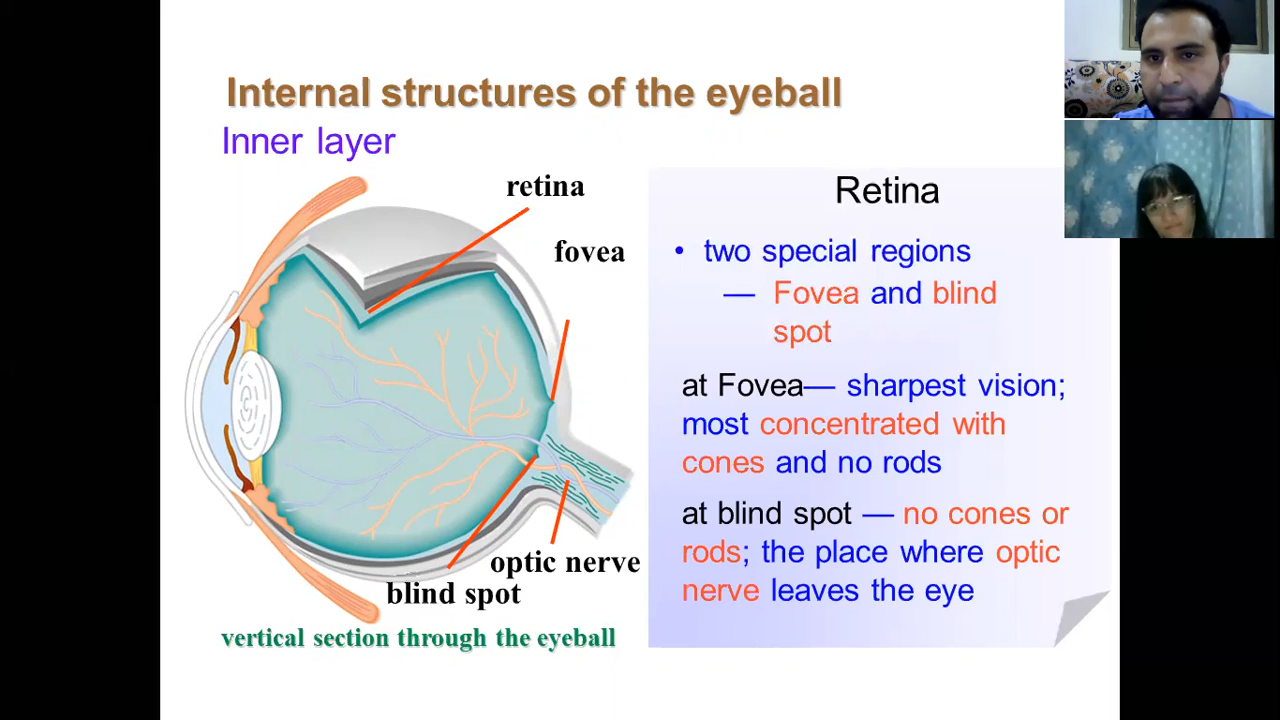 Internal structures of the eyeball
Inner layer
retina
fovea
optic nerve
blind spot
vertical section through the eyeball
Retina
• two special regions
— Fovea and blind
spot
at Fovea— sharpest vision;
most concentrated with
cones and no rods
at blind spot — no cones or
rods; the place where optic
nerve leaves the eye